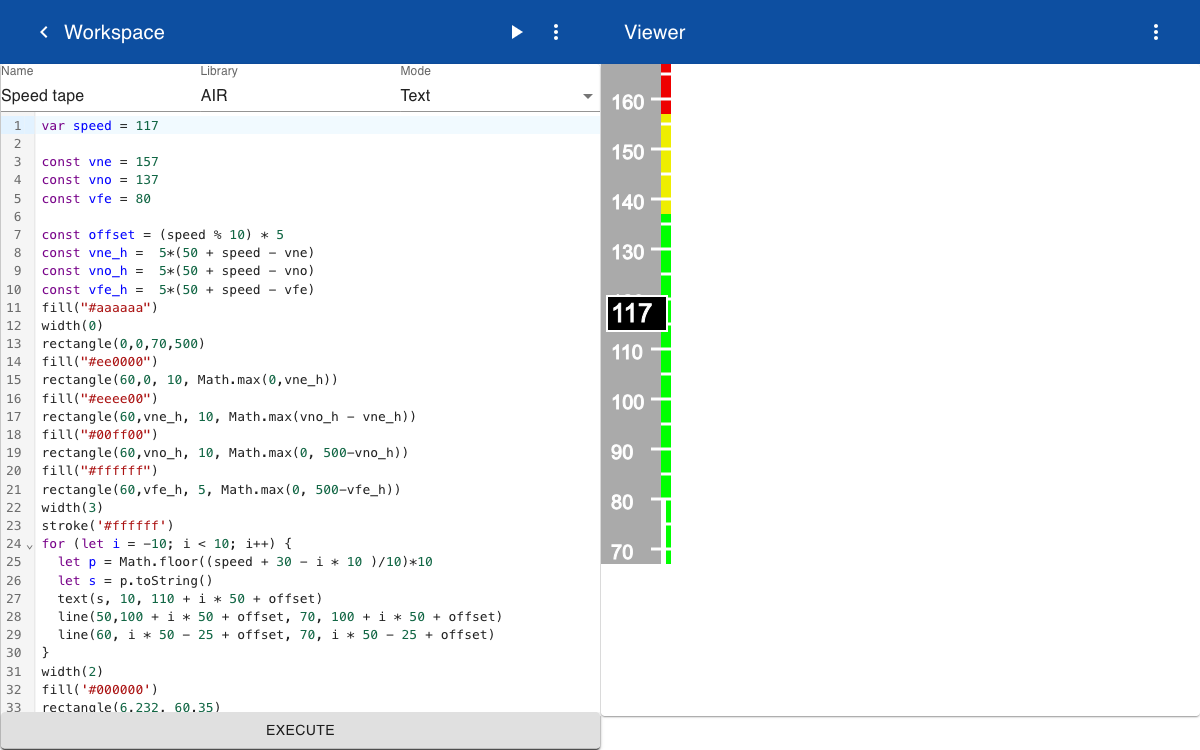 Workspace
Viewer
Name Library Mode
Speed tape AIR Text
1 var speed = 117
2
3 const vne = 157
4 const vno = 137
5 const vfe = 80
6
7 const offset = (speed % 10) * 5
8 const vne_h =  5*(50 + speed - vne)
9 const vno_h =  5*(50 + speed - vno)
10 const vfe_h =  5*(50 + speed - vfe)
11 fill("#aaaaaa")
12 width(0)
13 rectangle(0,0,70,500)
14 fill("#ee0000")
15 rectangle(60,0, 10, Math.max(0,vne_h))
16 fill("#eeee00")
17 rectangle(60,vne_h, 10, Math.max(vno_h - vne_h))
18 fill("#00ff00")
19 rectangle(60,vno_h, 10, Math.max(0, 500-vno_h))
20 fill("#ffffff")
21 rectangle(60,vfe_h, 5, Math.max(0, 500-vfe_h))
22 width(3)
23 stroke('#ffffff')
24 for (let i = -10; i < 10; i++) {
25   let p = Math.floor((speed + 30 - i * 10 )/10)*10
26   let s = p.toString()
27   text(s, 10, 110 + i * 50 + offset)
28   line(50,100 + i * 50 + offset, 70, 100 + i * 50 + offset)
29   line(60, i * 50 - 25 + offset, 70, i * 50 - 25 + offset)
30 }
31 width(2)
32 fill('#000000')
33 rectangle(6,232, 60,35)
EXECUTE
160
150
140
130
117
110
100
90
80
70